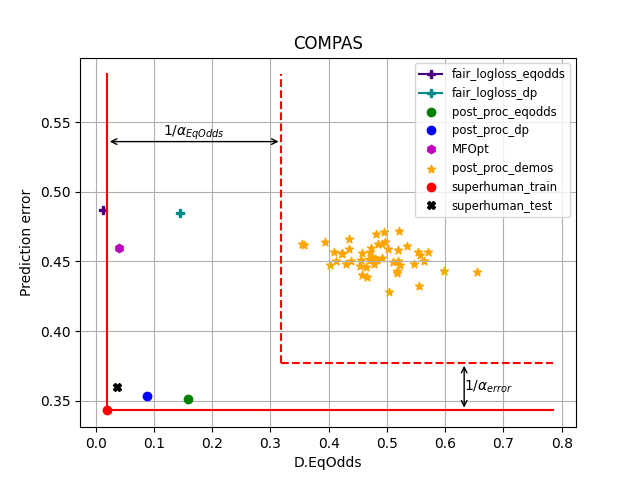 COMPAS
fair_logloss_eqodds
fair_logloss_dp
post_proc_eqodds
post_proc_dp
MFOpt
post_proc_demos
superhuman_train
superhuman_test
1/α_EqOdds
1/α_error
Prediction error
0.55
0.50
0.45
0.40
0.35
0.0 0.1 0.2 0.3 0.4 0.5 0.6 0.7 0.8
D.EqOdds